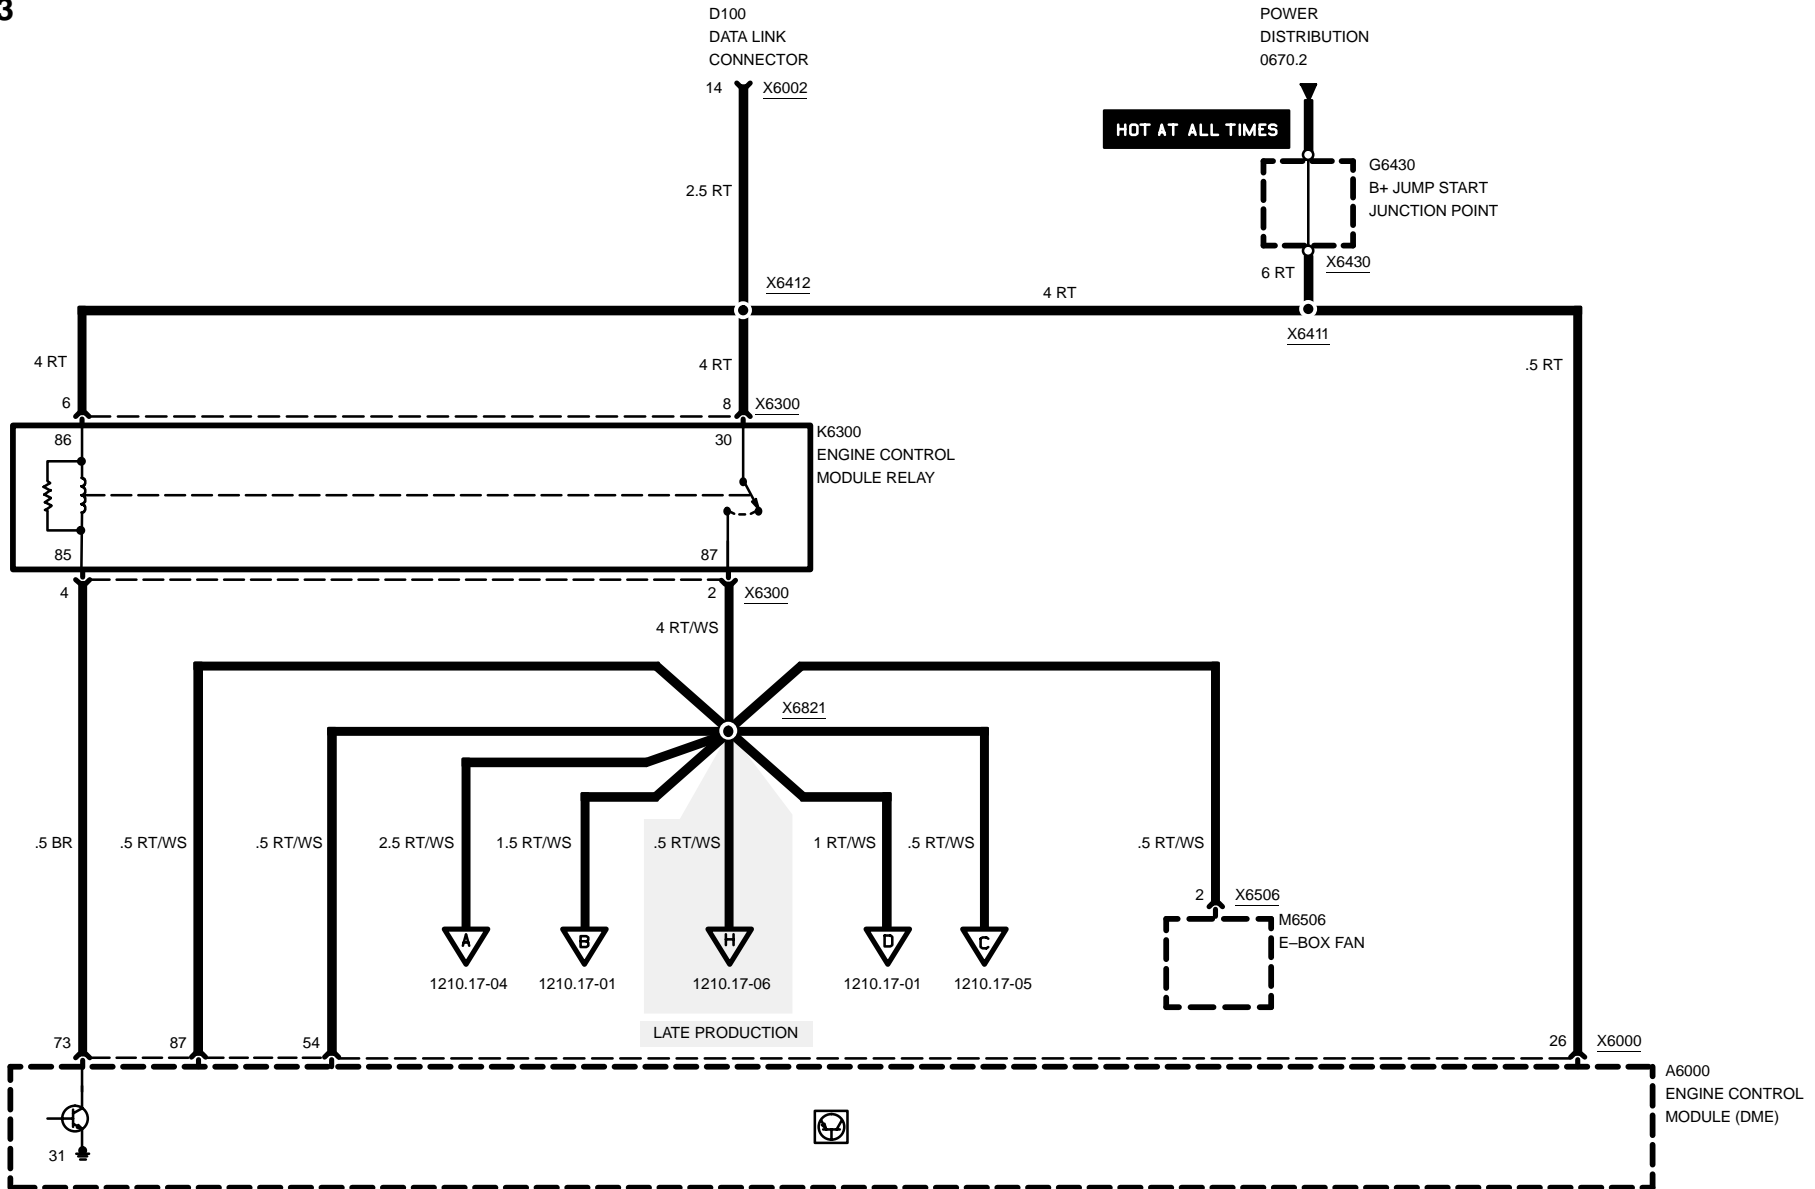 3
D100
DATA LINK
CONNECTOR
14 X6002
POWER
DISTRIBUTION
0670.2
HOT AT ALL TIMES
G6430
B+ JUMP START
JUNCTION POINT
2.5 RT
6 RT X6430
X6412
4 RT
X6411
4 RT
4 RT
.5 RT
6
8 X6300
86
30
K6300
ENGINE CONTROL
MODULE RELAY
85
87
4
2 X6300
4 RT/WS
X6821
.5 BR
.5 RT/WS
.5 RT/WS
2.5 RT/WS
1.5 RT/WS
.5 RT/WS
1 RT/WS
.5 RT/WS
.5 RT/WS
2 X6506
M6506
E–BOX FAN
A
B
H
D
C
1210.17-04
1210.17-01
1210.17-06
1210.17-01
1210.17-05
LATE PRODUCTION
73
87
54
26 X6000
A6000
ENGINE CONTROL
MODULE (DME)
31